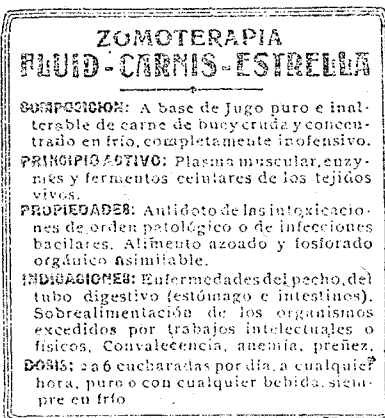 ZOMOTERAPIA
FLUID-CARNIS-ESTRELLA
COMPOSICION: A base de Jugo puro e inal-
terable de carne de buey cruda y concen-
trado en frío, completamente inofensivo.
PRINCIPIO ACTIVO: Plasma muscular, enzy-
mes y fermentos celulares de los tejidos
vivos.
PROPIEDADES: Antidoto de las intoxicacio-
nes de orden patológico o de infecciones
bacilares. Alimento azoado y fosforado
orgánico asimilable.
INDICACIONES: Enfermedades del pecho, del
tubo digestivo (estómago e intestinos).
Sobrealimentación de los organismos
excedidos por trabajos intelectuales o
físicos, Convalecencia, anemia, preñez,
DOSIS: 2 a 6 cucharadas por día, a cualquier
hora, puro o con cualquier bebida, siem-
pre en frío